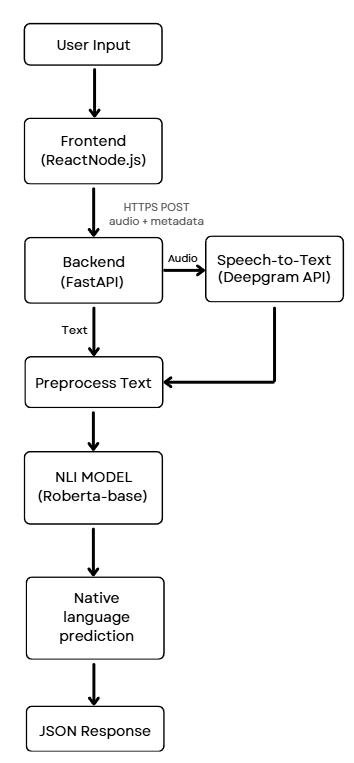 User Input
Frontend
(ReactNode.js)
HTTPS POST
audio + metadata
Backend
(FastAPI)
Audio
Speech-to-Text
(Deepgram API)
Text
Preprocess Text
NLI MODEL
(Roberta-base)
Native
language
prediction
JSON Response